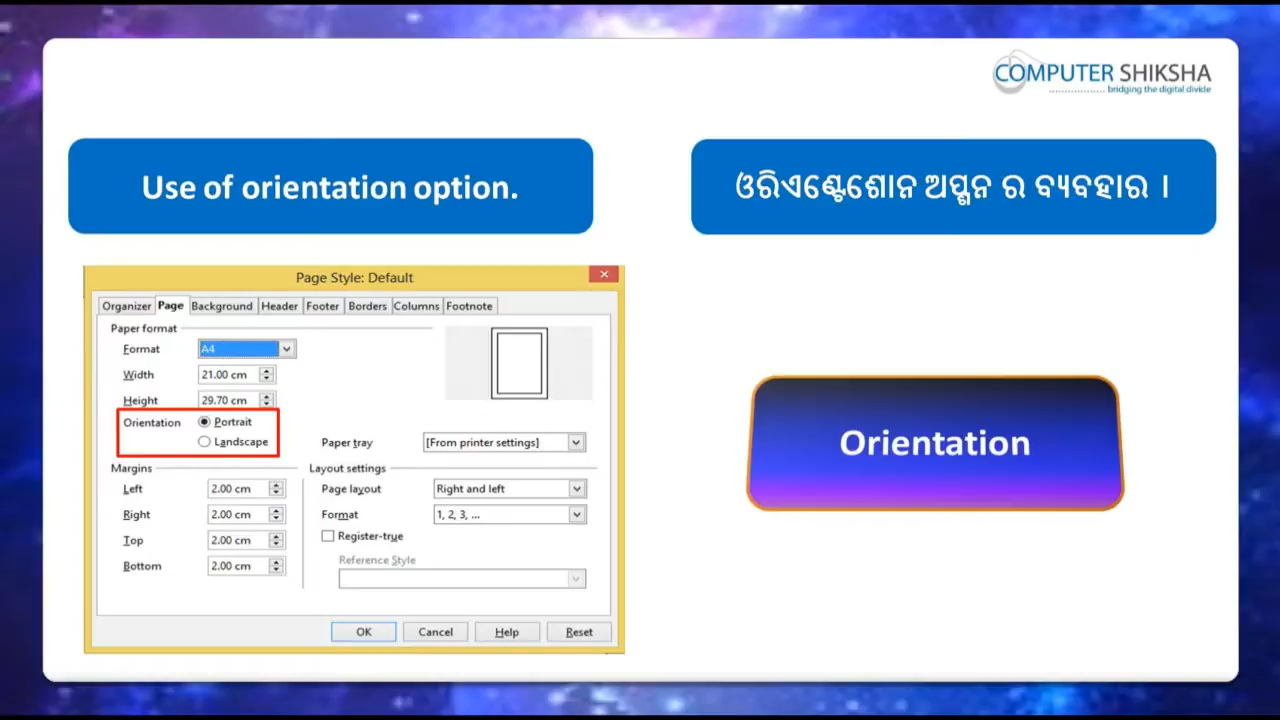 COMPUTER SHIKSHA
bridging the digital divide
Use of orientation option.
ଓରିଏଣ୍ଟେଶୋନ ଅପ୍ସନ ର ବ୍ୟବହାର ।
Page Style: Default
Organizer Page Background Header Footer Borders Columns Footnote
Paper format
Format A4
Width 21.00 cm
Height 29.70 cm
Orientation Portrait
Landscape
Paper tray [From printer settings]
Margins
Left 2.00 cm
Right 2.00 cm
Top 2.00 cm
Bottom 2.00 cm
Layout settings
Page layout Right and left
Format 1, 2, 3, ...
Register-true
Reference Style
OK Cancel Help Reset
Orientation